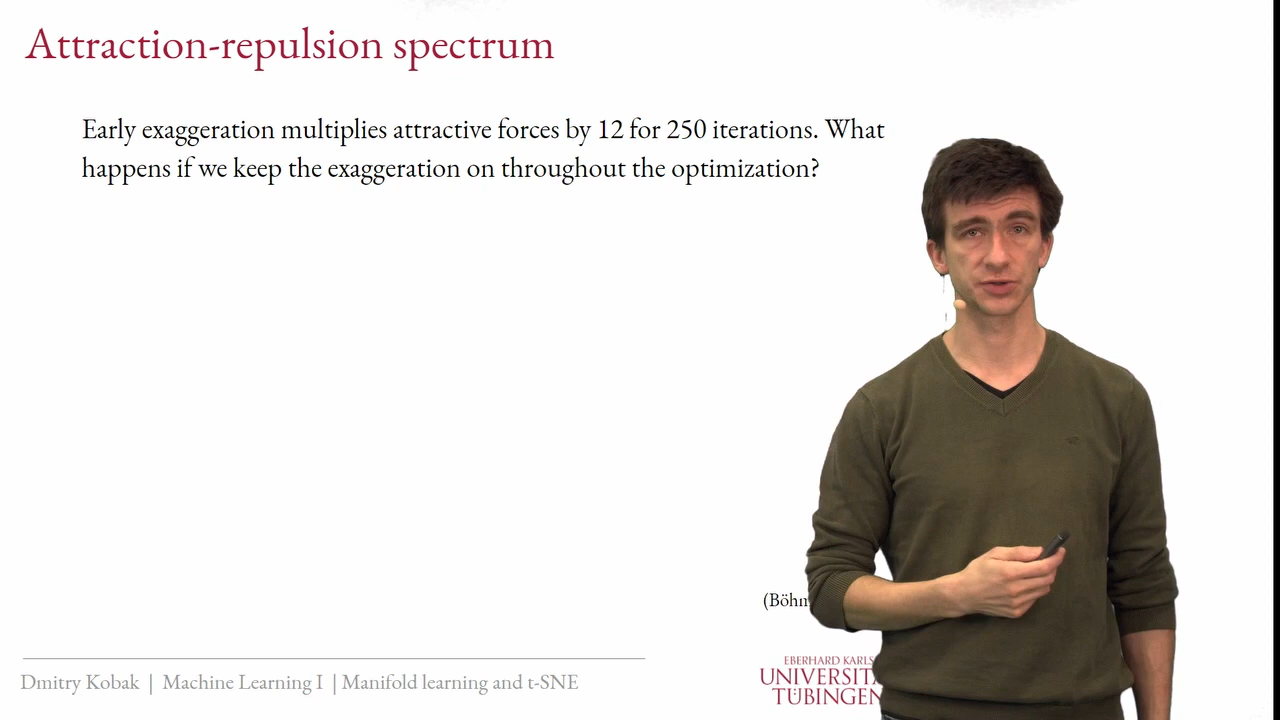 Attraction-repulsion spectrum
Early exaggeration multiplies attractive forces by 12 for 250 iterations. What
happens if we keep the exaggeration on throughout the optimization?
(Böhm
EBERHARD KARLS
UNIVERSITÄ
TÜBINGEN
Dmitry Kobak | Machine Learning I | Manifold learning and t-SNE